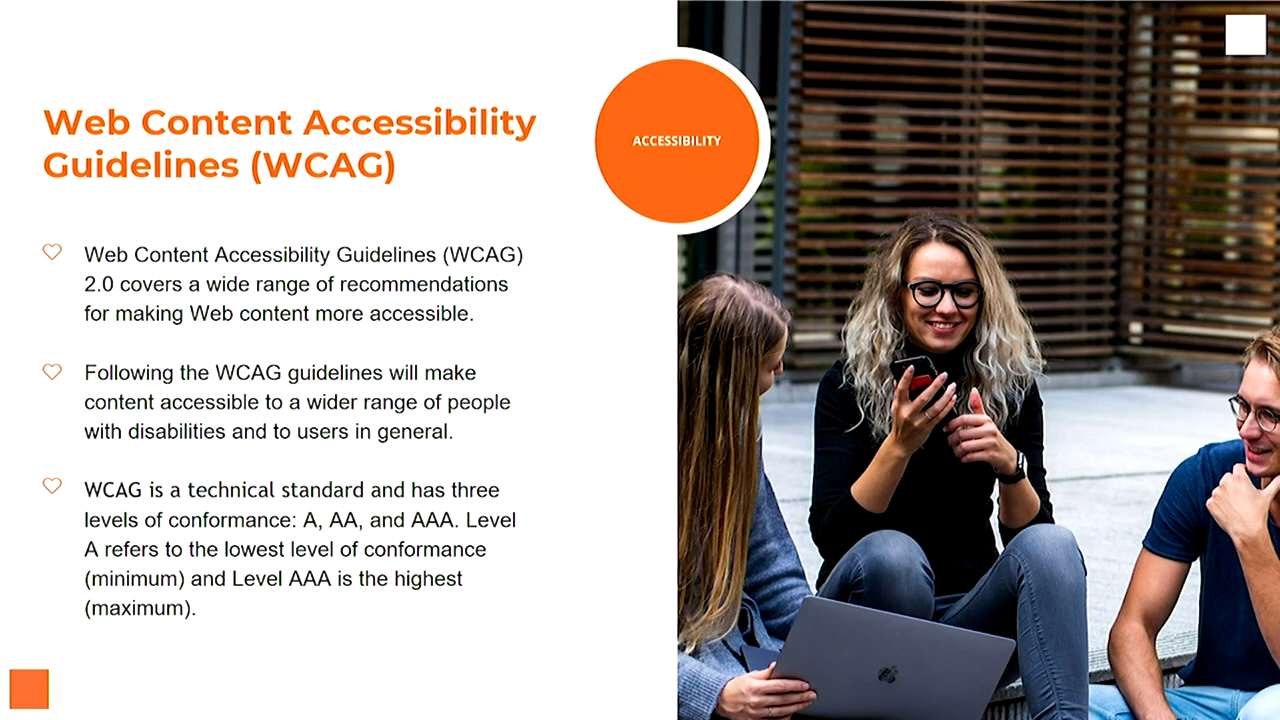 Web Content Accessibility
Guidelines (WCAG)
ACCESSIBILITY
Web Content Accessibility Guidelines (WCAG)
2.0 covers a wide range of recommendations
for making Web content more accessible.
Following the WCAG guidelines will make
content accessible to a wider range of people
with disabilities and to users in general.
WCAG is a technical standard and has three
levels of conformance: A, AA, and AAA. Level
A refers to the lowest level of conformance
(minimum) and Level AAA is the highest
(maximum).